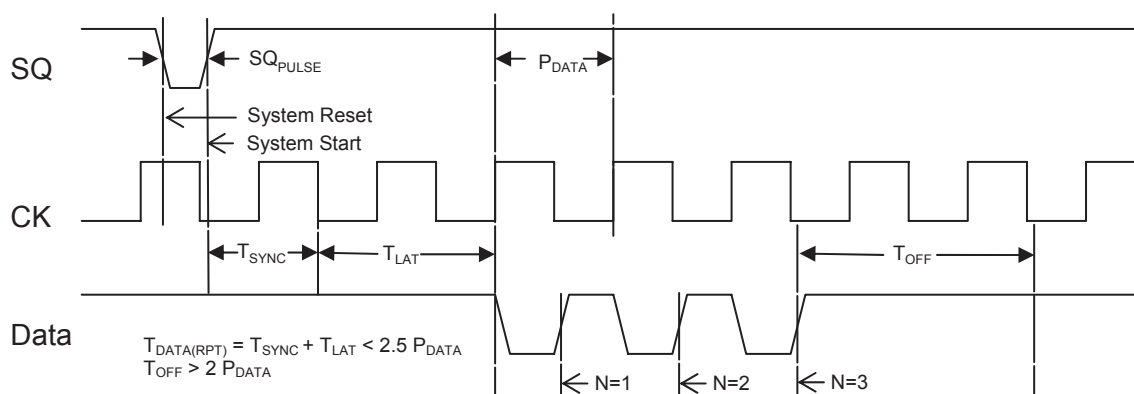 SQ
SQPULSE
PDATA
System Reset
System Start
CK
TSYNC
TLAT
TOFF
Data
TDATA(RPT) = TSYNC + TLAT < 2.5 PDATA
TOFF > 2 PDATA
N=1
N=2
N=3